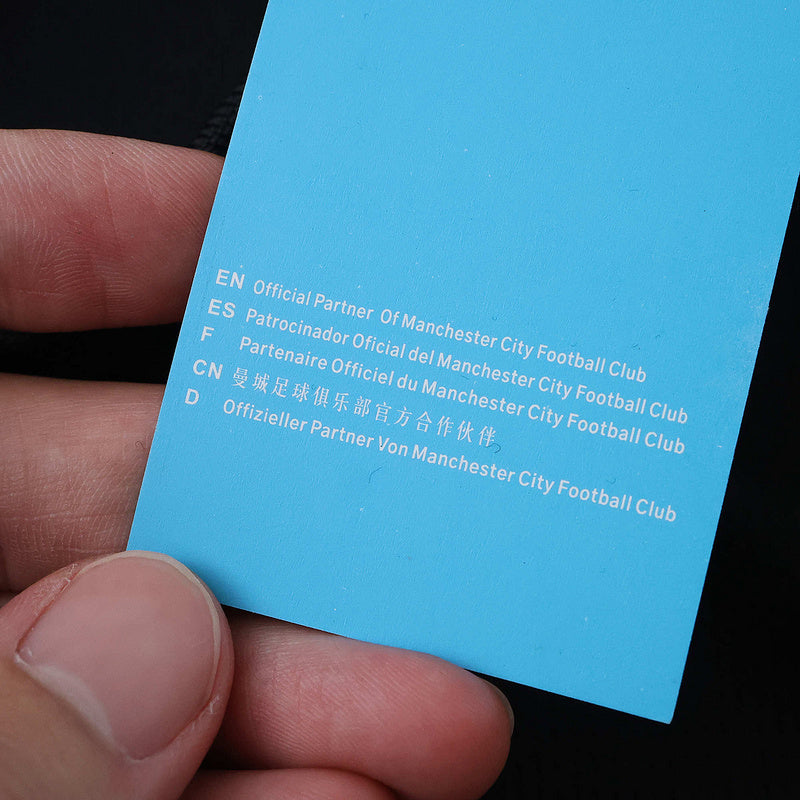 EN Official Partner Of Manchester City Football Club
ES Patrocinador Oficial del Manchester City Football Club
F Partenaire Officiel du Manchester City Football Club
CN 曼城足球俱乐部官方合作伙伴
D Offizieller Partner Von Manchester City Football Club